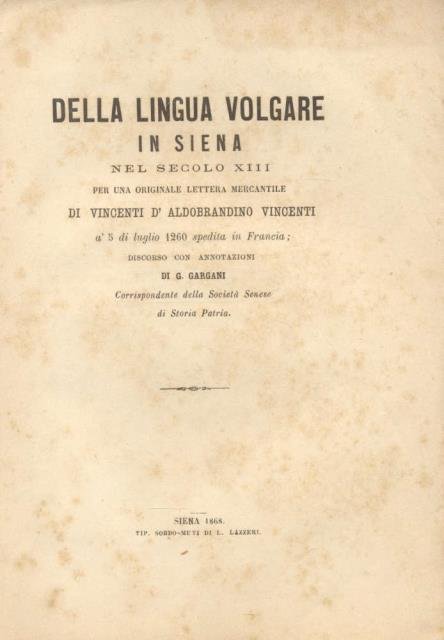 DELLA LINGUA VOLGARE
IN SIENA
NEL SECOLO XIII
PER UNA ORIGINALE LETTERA MERCANTILE
DI VINCENTI D' ALDOBRANDINO VINCENTI
a' 5 di luglio 1260 spedita in Francia;
DISCORSO CON ANNOTAZIONI
DI G. GARGANI
Corrispondente della Società Senese
di Storia Patria.
SIENA 1868.
TIP. SORDO-MUTI DI L. LAZZERI.